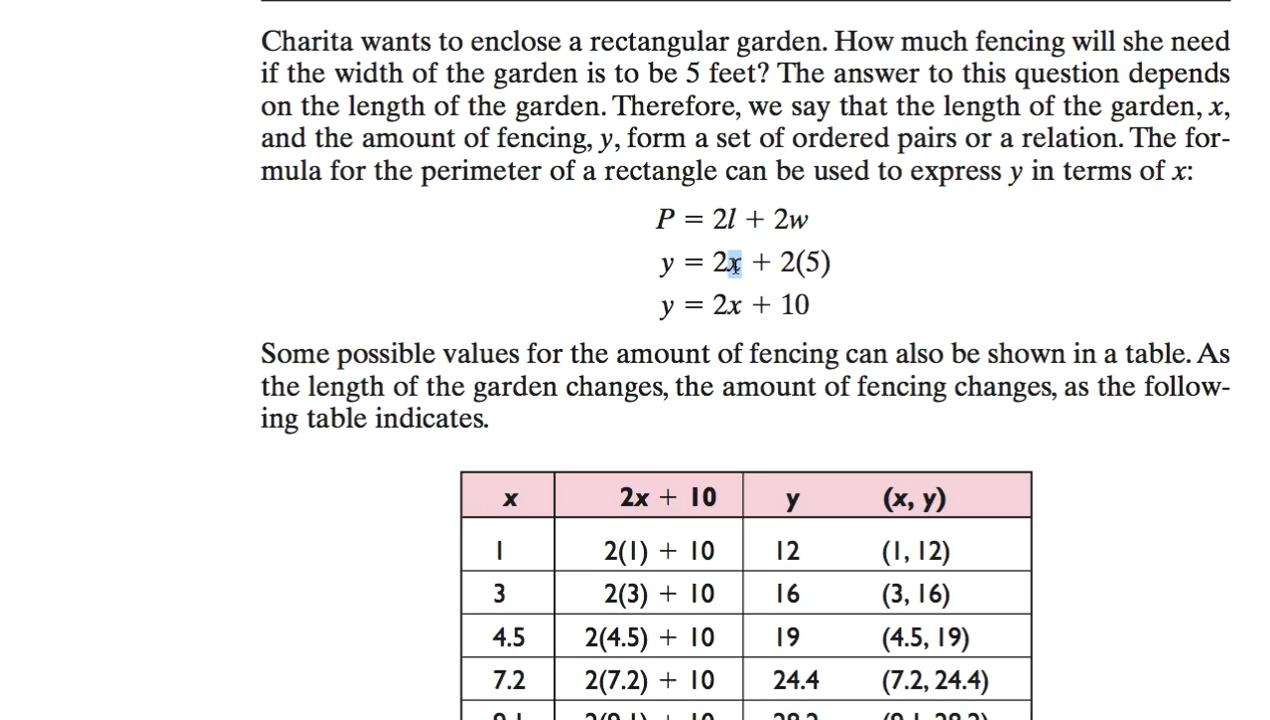 Charita wants to enclose a rectangular garden. How much fencing will she need
if the width of the garden is to be 5 feet? The answer to this question depends
on the length of the garden. Therefore, we say that the length of the garden, x,
and the amount of fencing, y, form a set of ordered pairs or a relation. The for-
mula for the perimeter of a rectangle can be used to express y in terms of x:
P = 2l + 2w
y = 2x + 2(5)
y = 2x + 10
Some possible values for the amount of fencing can also be shown in a table. As
the length of the garden changes, the amount of fencing changes, as the follow-
ing table indicates.
x 2x + 10 y (x, y)
1 2(1) + 10 12 (1, 12)
3 2(3) + 10 16 (3, 16)
4.5 2(4.5) + 10 19 (4.5, 19)
7.2 2(7.2) + 10 24.4 (7.2, 24.4)